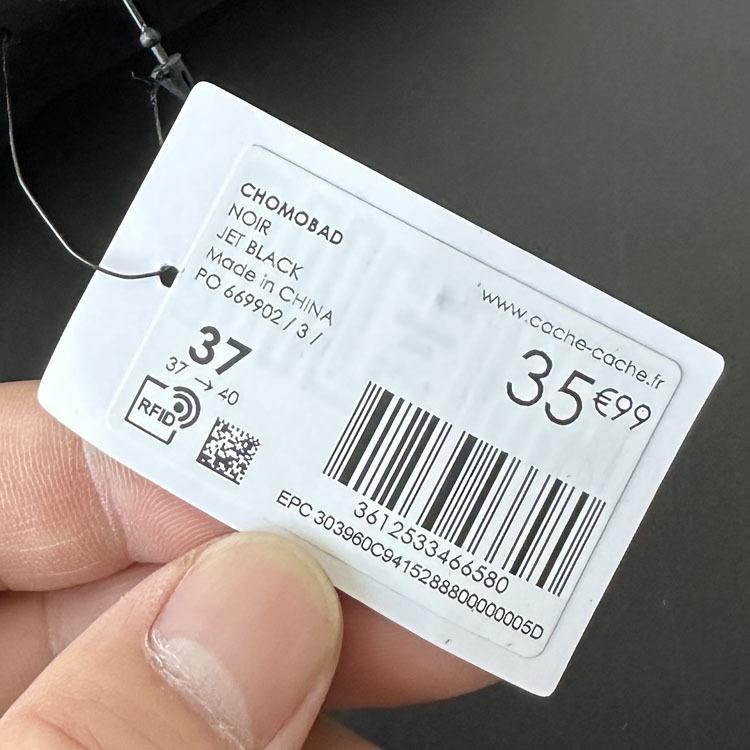 CHOMOBAD
NOIR
JET BLACK
Made in CHINA
PO 669902 / 3 /
37
37 → 40
RFID
www.cache-cache.fr
35€99
3612533466580
EPC 303960C9415288800000005D